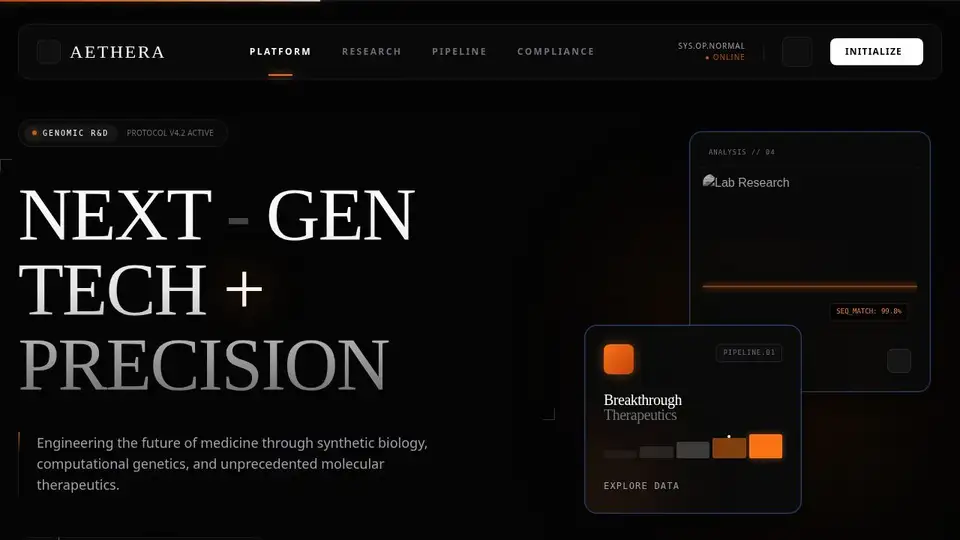 AETHERA
PLATFORM
RESEARCH
PIPELINE
COMPLIANCE
SYS.OP.NORMAL
ONLINE
INITIALIZE
GENOMIC R&D
PROTOCOL V4.2 ACTIVE
NEXT - GEN
TECH +
PRECISION
Engineering the future of medicine through synthetic biology,
computational genetics, and unprecedented molecular
therapeutics.
ANALYSIS // 04
Lab Research
SEQ_MATCH: 99.8%
PIPELINE.01
Breakthrough
Therapeutics
EXPLORE DATA